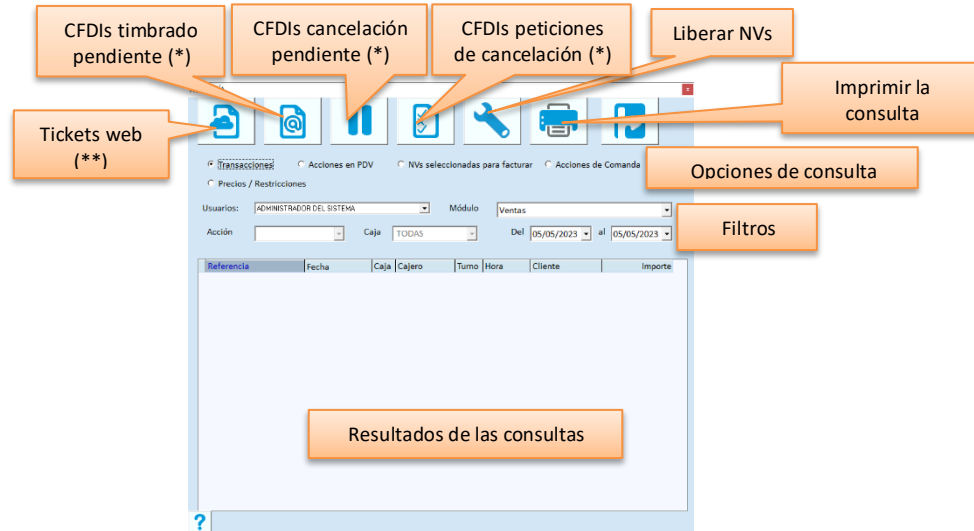 CFDIs timbrado
pendiente (*)
CFDIs cancelación
pendiente (*)
CFDIs peticiones
de cancelación (*)
Liberar NVs
Imprimir la
consulta
Tickets web
(**)
Transacciones
Acciones en PDV
NVs seleccionadas para facturar
Acciones de Comanda
Opciones de consulta
Precios / Restricciones
Usuarios:
ADMINISTRADOR DEL SISTEMA
Módulo
Ventas
Acción
Caja
TODAS
Del
05/05/2023
al
05/05/2023
Filtros
Referencia
Fecha
Caja
Cajero
Turno
Hora
Cliente
Importe
Resultados de las consultas
?